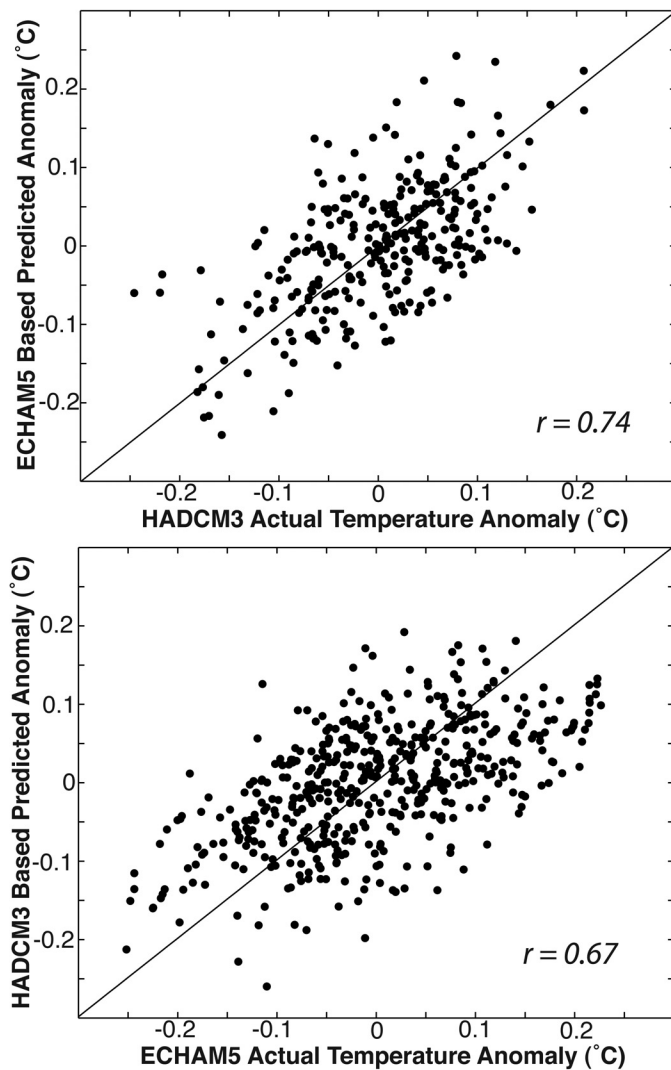 ECHAM5 Based Predicted Anomaly (˚C)
0.2
0.1
0
-0.1
-0.2
r = 0.74
-0.2 -0.1 0 0.1 0.2
HADCM3 Actual Temperature Anomaly (˚C)
HADCM3 Based Predicted Anomaly (˚C)
0.2
0.1
0
-0.1
-0.2
r = 0.67
-0.2 -0.1 0 0.1 0.2
ECHAM5 Actual Temperature Anomaly (˚C)